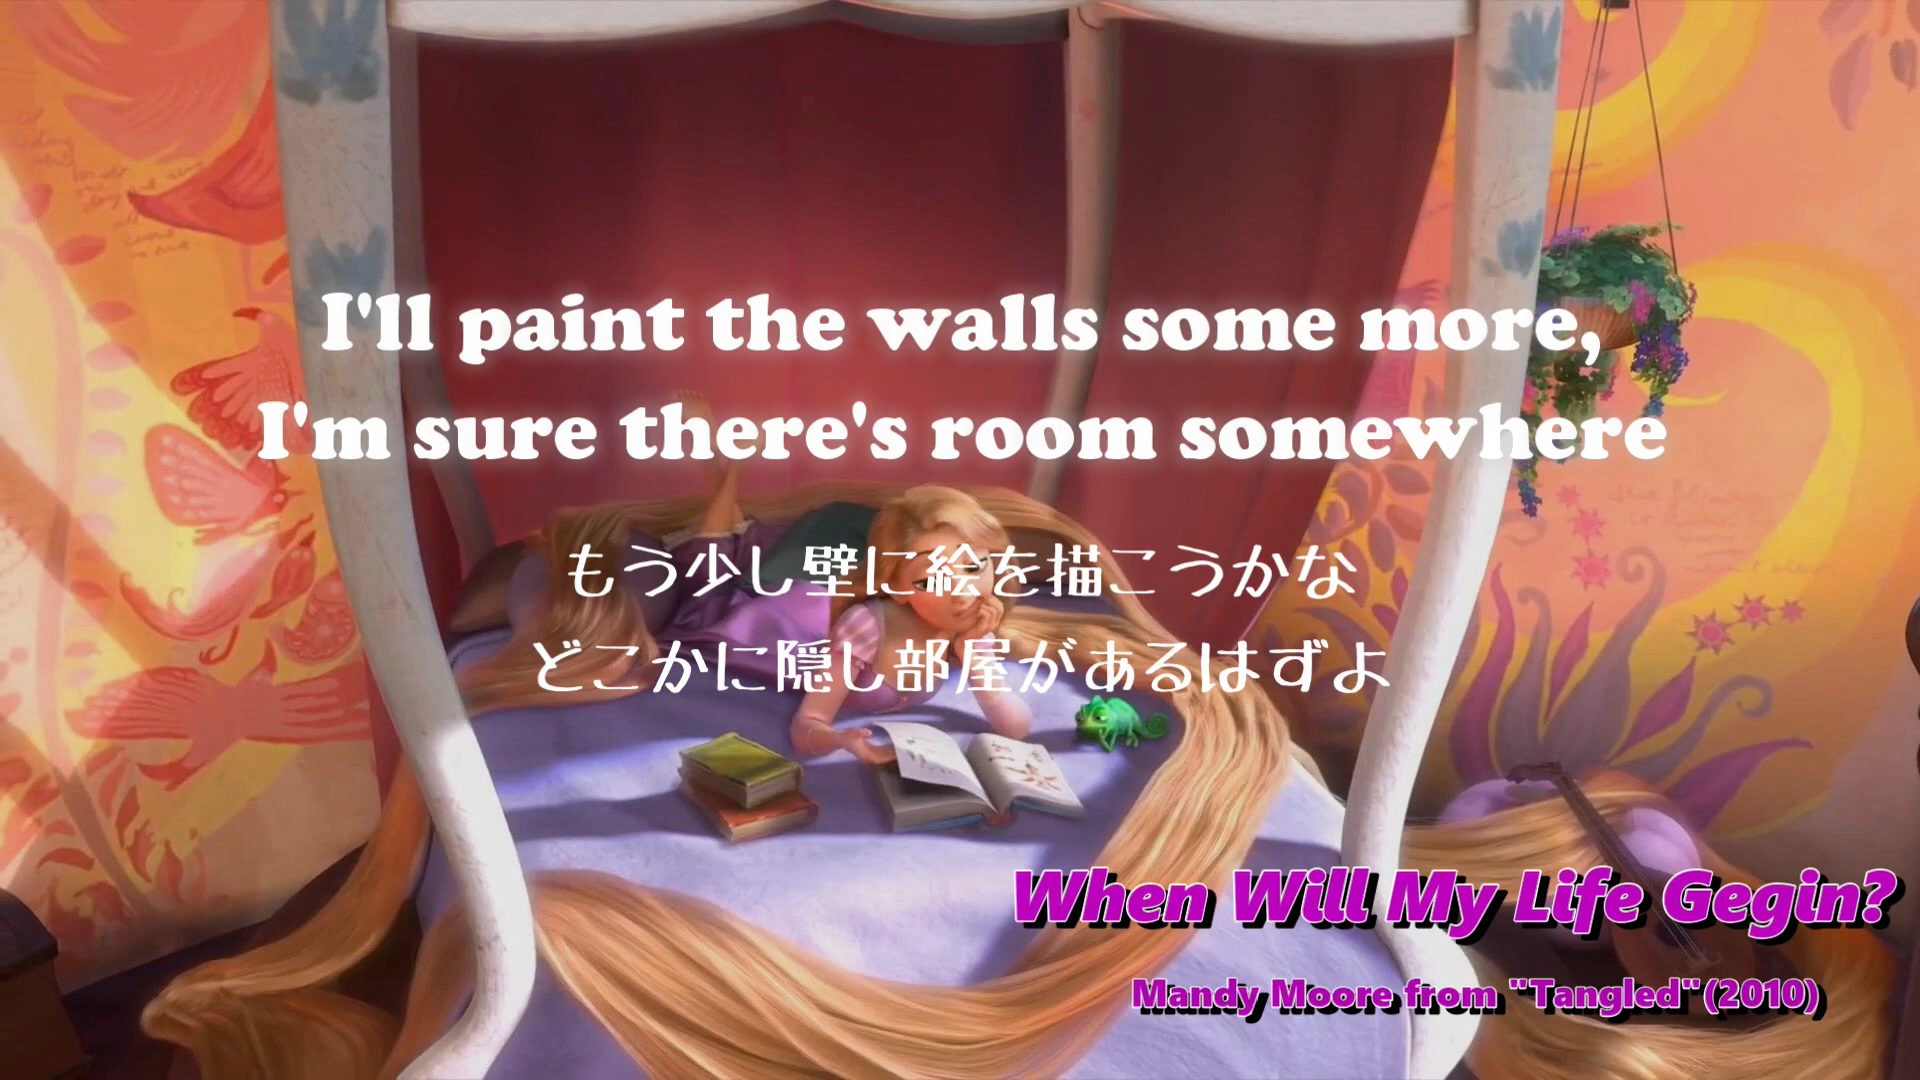 I'll paint the walls some more,
I'm sure there's room somewhere
もう少し壁に絵を描こうかな
どこかに隠し部屋があるはずよ
When Will My Life Gegin?
Mandy Moore from "Tangled"(2010)